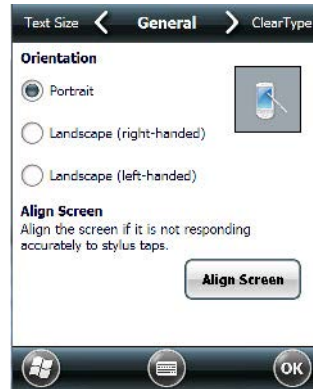 Text Size General ClearType
Orientation
Portrait
Landscape (right-handed)
Landscape (left-handed)
Align Screen
Align the screen if it is not responding
accurately to stylus taps.
Align Screen
OK